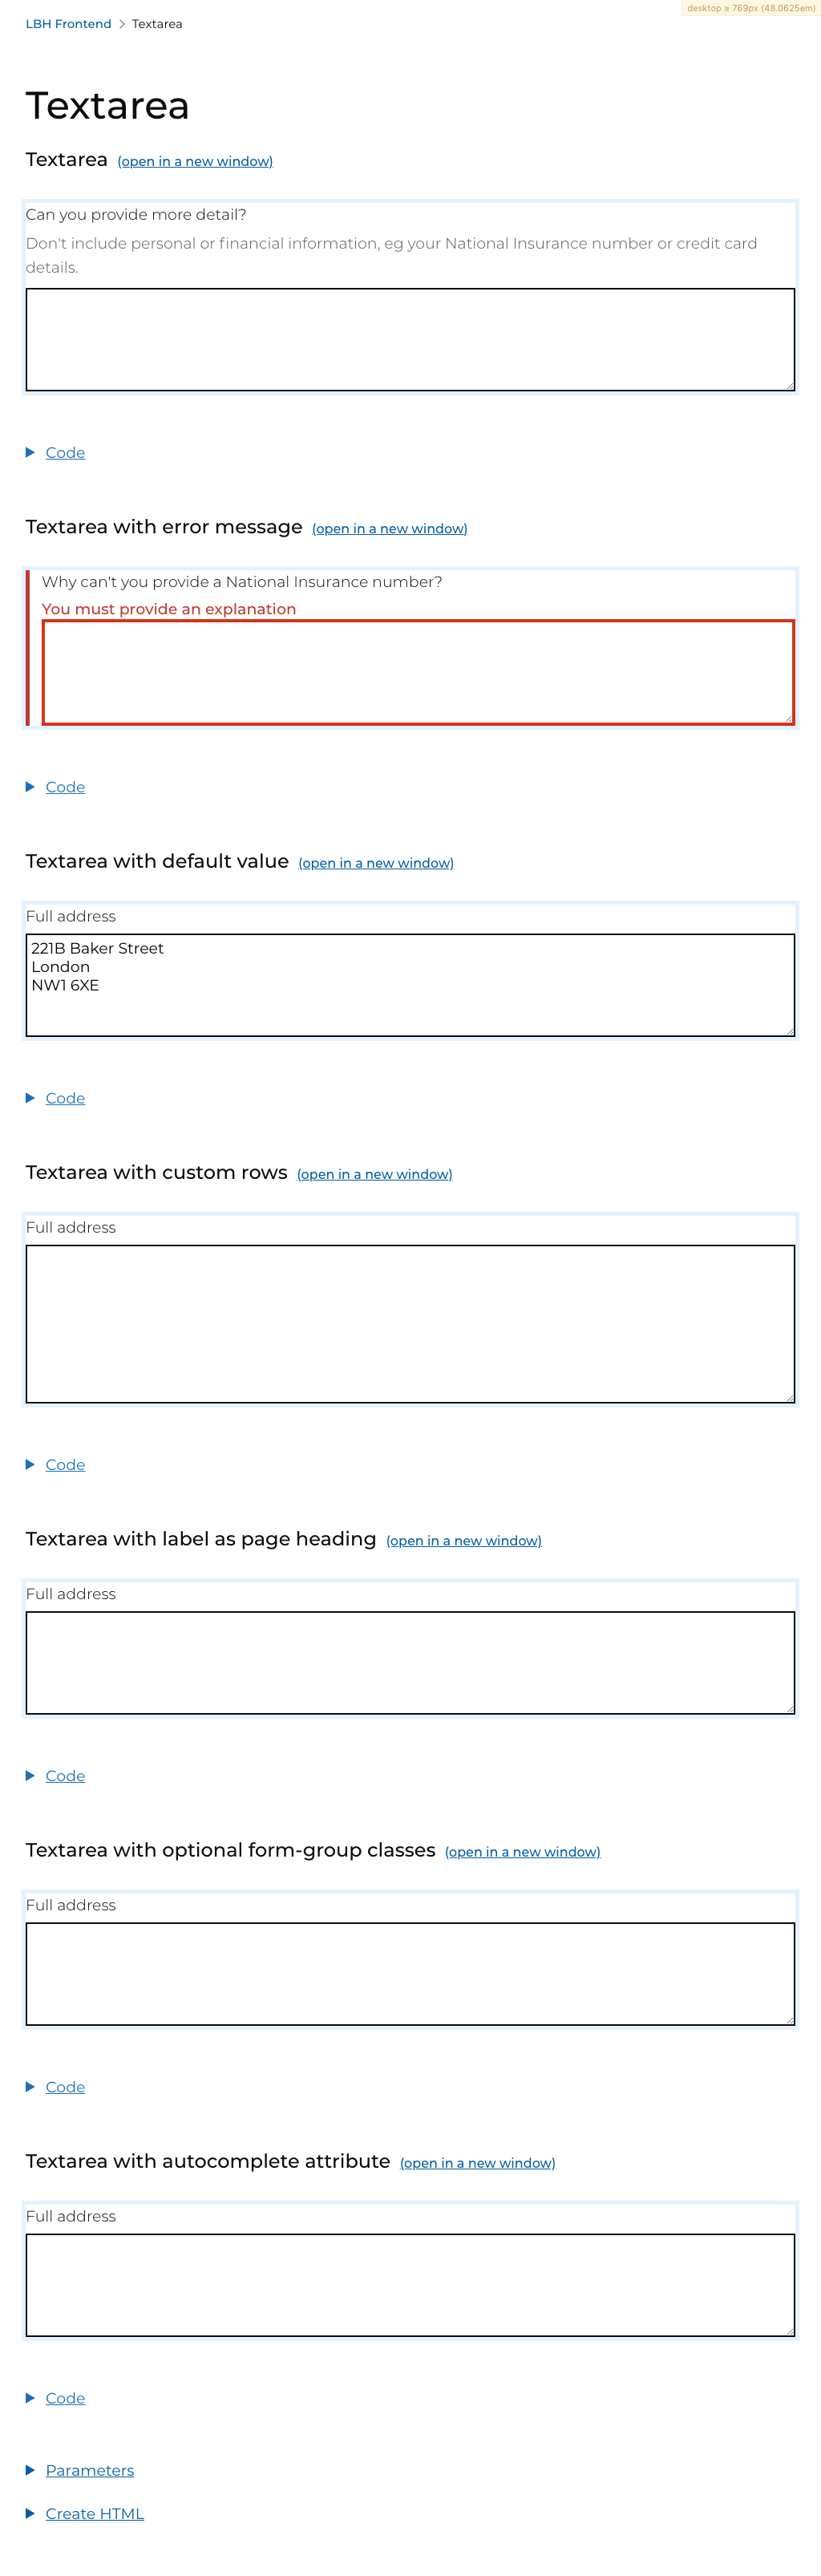 desktop ≥ 769px (48.0625em)
LBH Frontend > Textarea
Textarea
Textarea (open in a new window)
Can you provide more detail?
Don't include personal or financial information, eg your National Insurance number or credit card
details.
Code
Textarea with error message (open in a new window)
Why can't you provide a National Insurance number?
You must provide an explanation
Code
Textarea with default value (open in a new window)
Full address
221B Baker Street
London
NW1 6XE
Code
Textarea with custom rows (open in a new window)
Full address
Code
Textarea with label as page heading (open in a new window)
Full address
Code
Textarea with optional form-group classes (open in a new window)
Full address
Code
Textarea with autocomplete attribute (open in a new window)
Full address
Code
Parameters
Create HTML